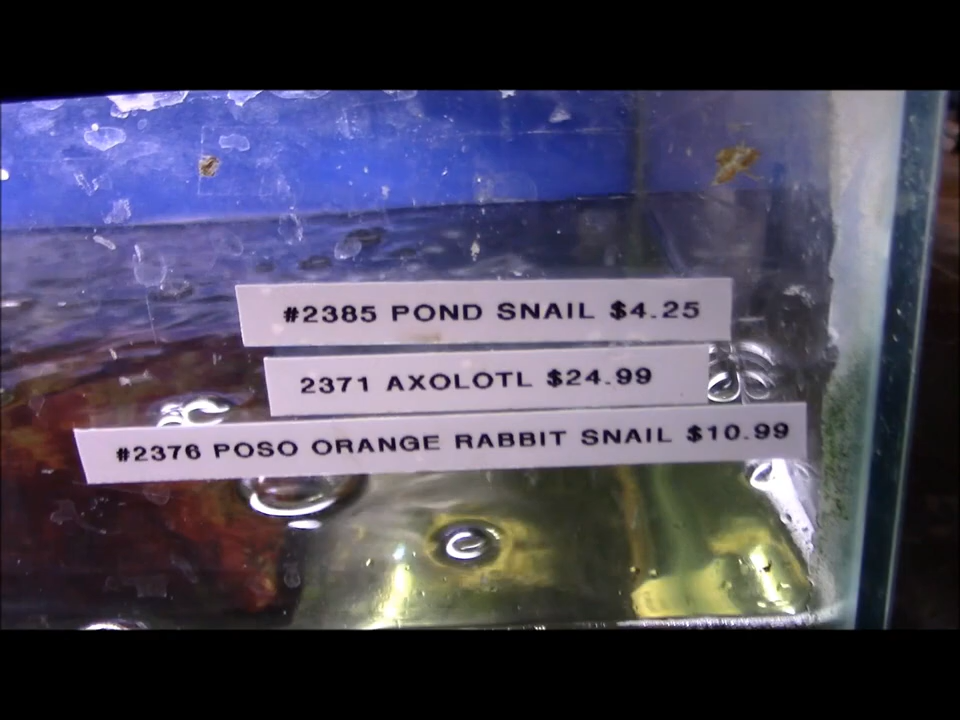 #2385 POND SNAIL $4.25
2371 AXOLOTL $24.99
#2376 POSO ORANGE RABBIT SNAIL $10.99